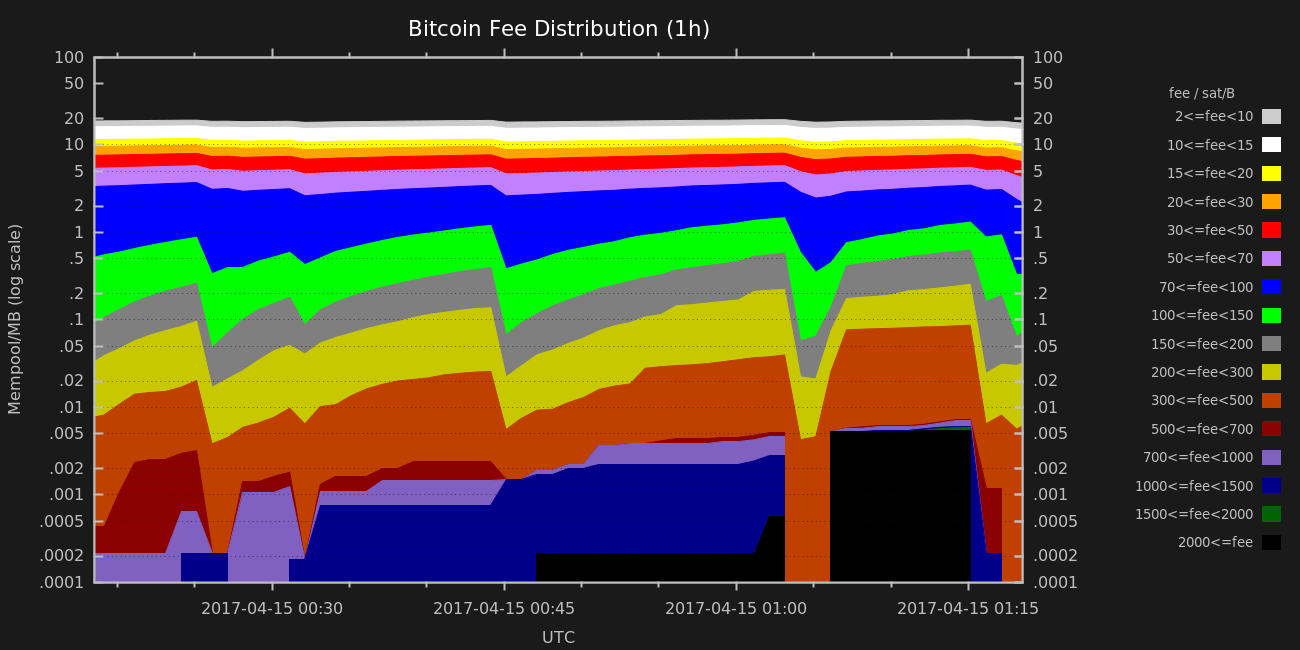 Bitcoin Fee Distribution (1h)
Mempool/MB (log scale)
100
50
20
10
5
2
1
.5
.2
.1
.05
.02
.01
.005
.002
.001
.0005
.0002
.0001
100
50
20
10
5
2
1
.5
.2
.1
.05
.02
.01
.005
.002
.001
.0005
.0002
.0001
2017-04-15 00:30
2017-04-15 00:45
2017-04-15 01:00
2017-04-15 01:15
UTC
fee / sat/B
2<=fee<10
10<=fee<15
15<=fee<20
20<=fee<30
30<=fee<50
50<=fee<70
70<=fee<100
100<=fee<150
150<=fee<200
200<=fee<300
300<=fee<500
500<=fee<700
700<=fee<1000
1000<=fee<1500
1500<=fee<2000
2000<=fee